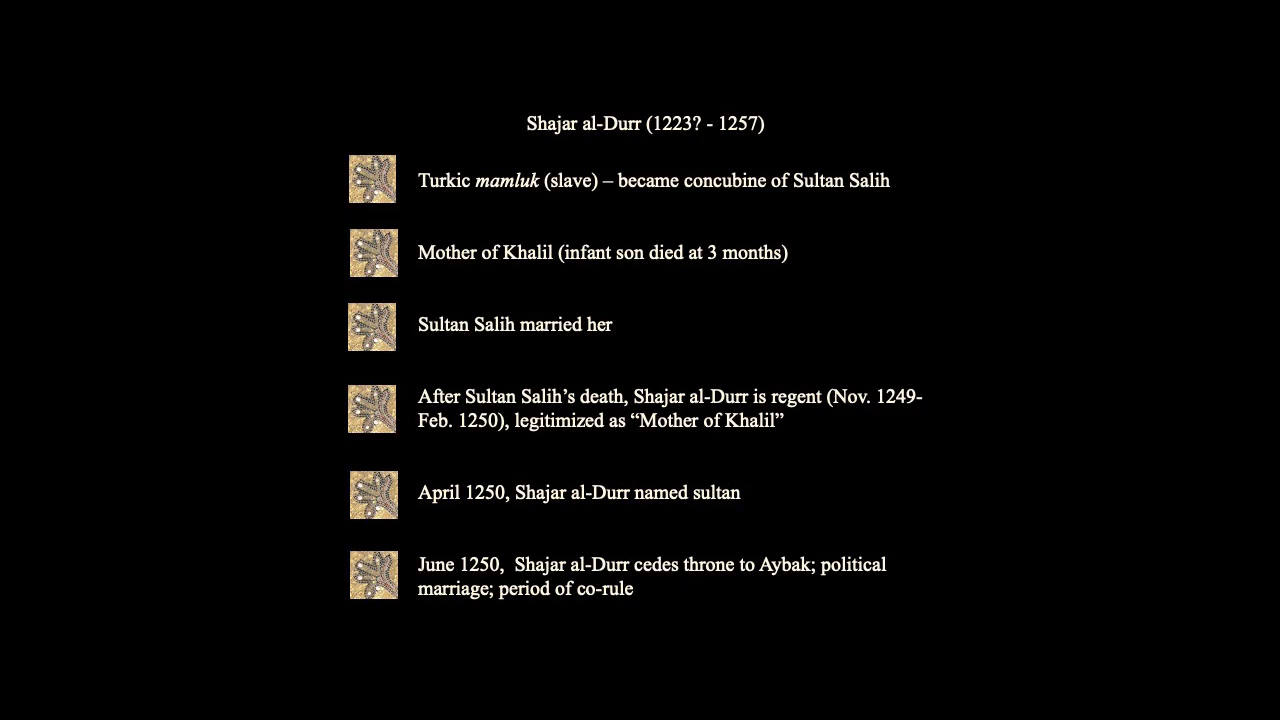 Shajar al-Durr (1223? - 1257)
Turkic mamluk (slave) – became concubine of Sultan Salih
Mother of Khalil (infant son died at 3 months)
Sultan Salih married her
After Sultan Salih’s death, Shajar al-Durr is regent (Nov. 1249-
Feb. 1250), legitimized as “Mother of Khalil”
April 1250, Shajar al-Durr named sultan
June 1250,  Shajar al-Durr cedes throne to Aybak; political
marriage; period of co-rule